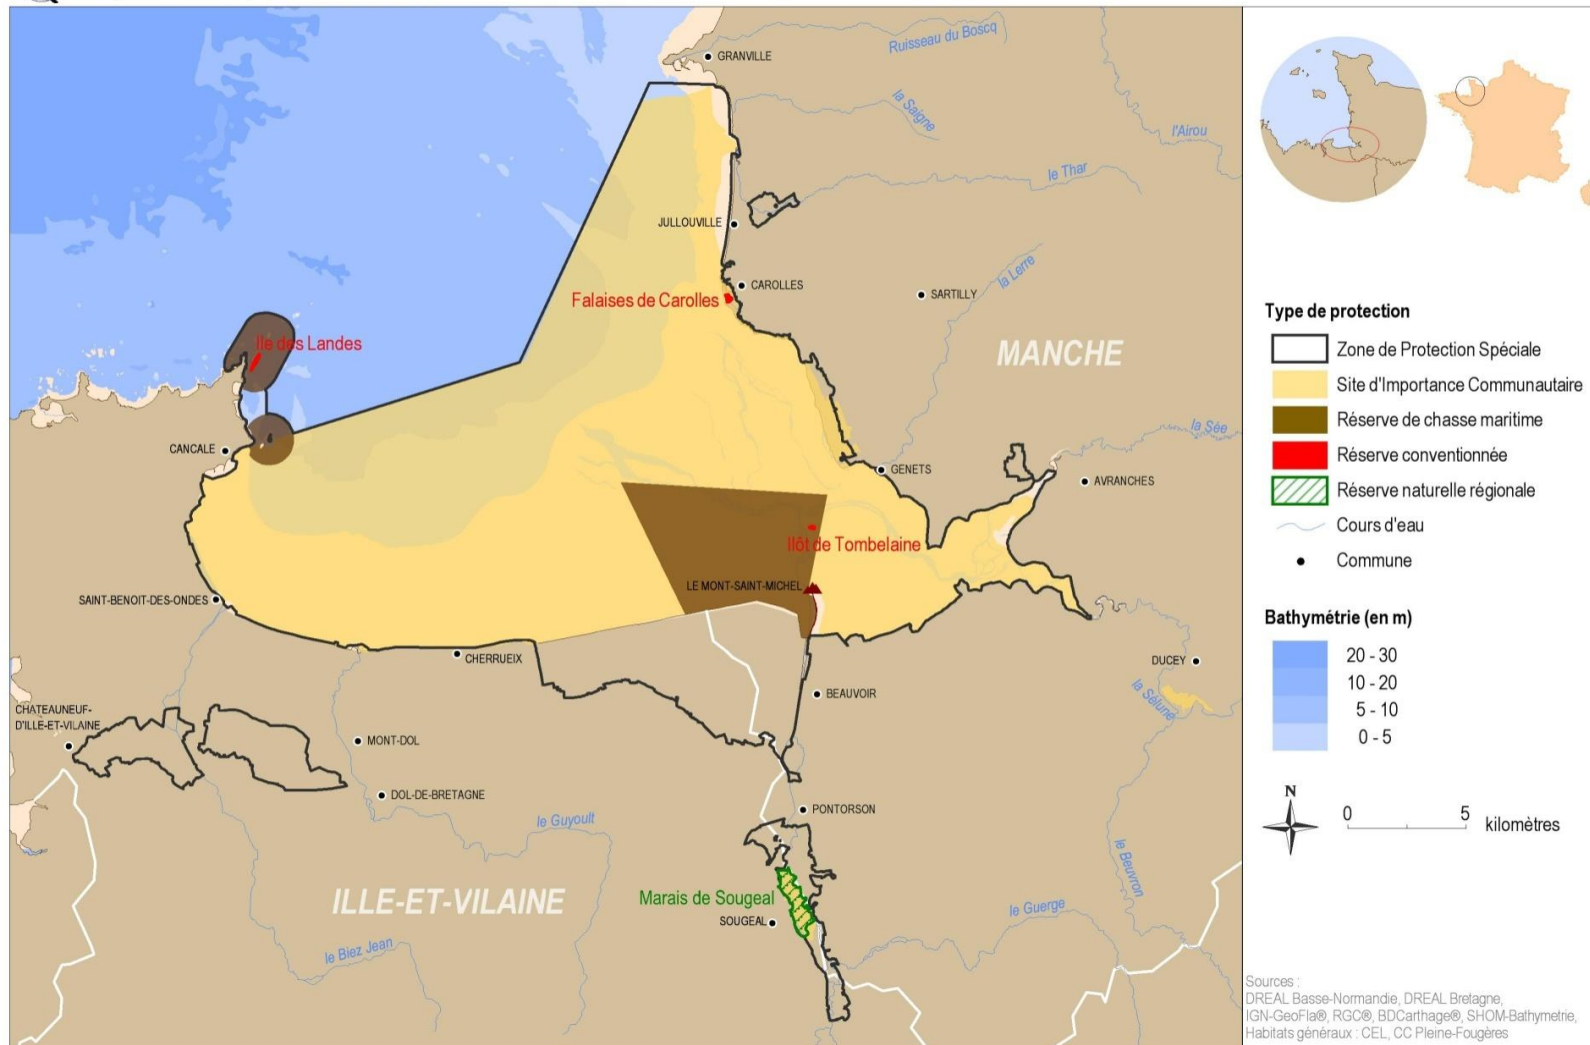 Ruisseau du Boscq
GRANVILLE
la Saigne
l'Airou
le Thar
JULLOUVILLE
CAROLLES
Falaises de Carolles
SARTILLY
la Lerre
MANCHE
Ile des Landes
CANCALE
la Sée
GENETS
AVRANCHES
Ilôt de Tombelaine
LE MONT-SAINT-MICHEL
SAINT-BENOIT-DES-ONDES
CHERRUEIX
DUCEY
la Sélune
BEAUVOIR
CHATEAUNEUF-
D'ILLE-ET-VILAINE
MONT-DOL
DOL-DE-BRETAGNE
le Guyoult
PONTORSON
le Beuvron
ILLE-ET-VILAINE
Marais de Sougeal
SOUGEAL
le Guerge
le Biez Jean
Type de protection
Zone de Protection Spéciale
Site d'Importance Communautaire
Réserve de chasse maritime
Réserve conventionnée
Réserve naturelle régionale
Cours d'eau
Commune
Bathymétrie (en m)
20 - 30
10 - 20
5 - 10
0 - 5
N
0 5
kilomètres
Sources :
DREAL Basse-Normandie, DREAL Bretagne,
IGN-GeoFla®, RGC®, BDCarthage®, SHOM-Bathymetrie,
Habitats généraux : CEL, CC Pleine-Fougères